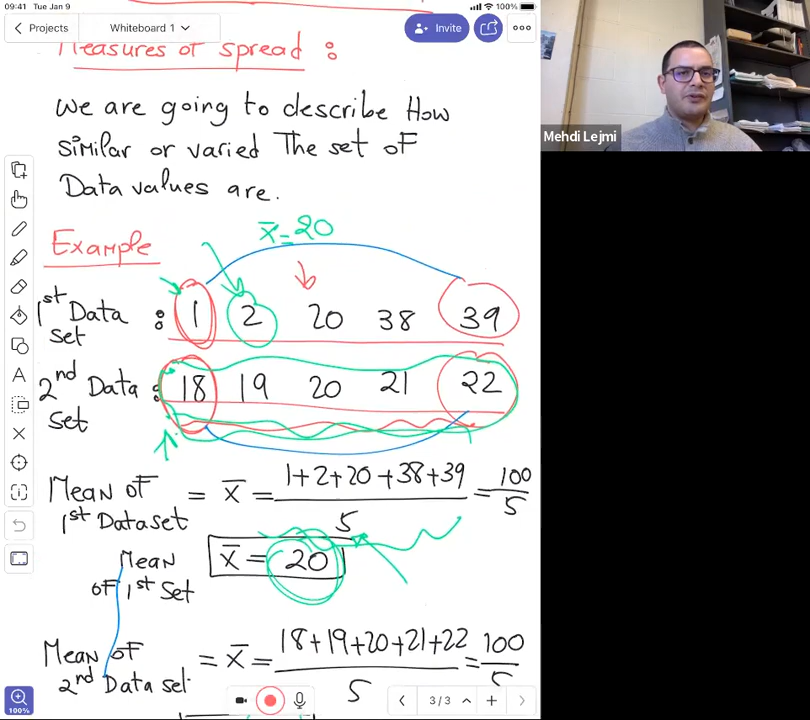 09:41 Tue Jan 9
100%
Projects
Whiteboard 1
Invite
Measures of spread :
We are going to describe How
similar or varied The set of
Data values are.
x̄ = 20
Example
1st Data set : 1 2 20 38 39
2nd Data set : 18 19 20 21 22
Mean of 1st Dataset = x̄ = (1+2+20+38+39)/5 = 100/5
Mean of 1st Set x̄ = 20
Mean of 2nd Data set = x̄ = (18+19+20+21+22)/5 = 100/5
A
100%
3/3
Mehdi Lejmi